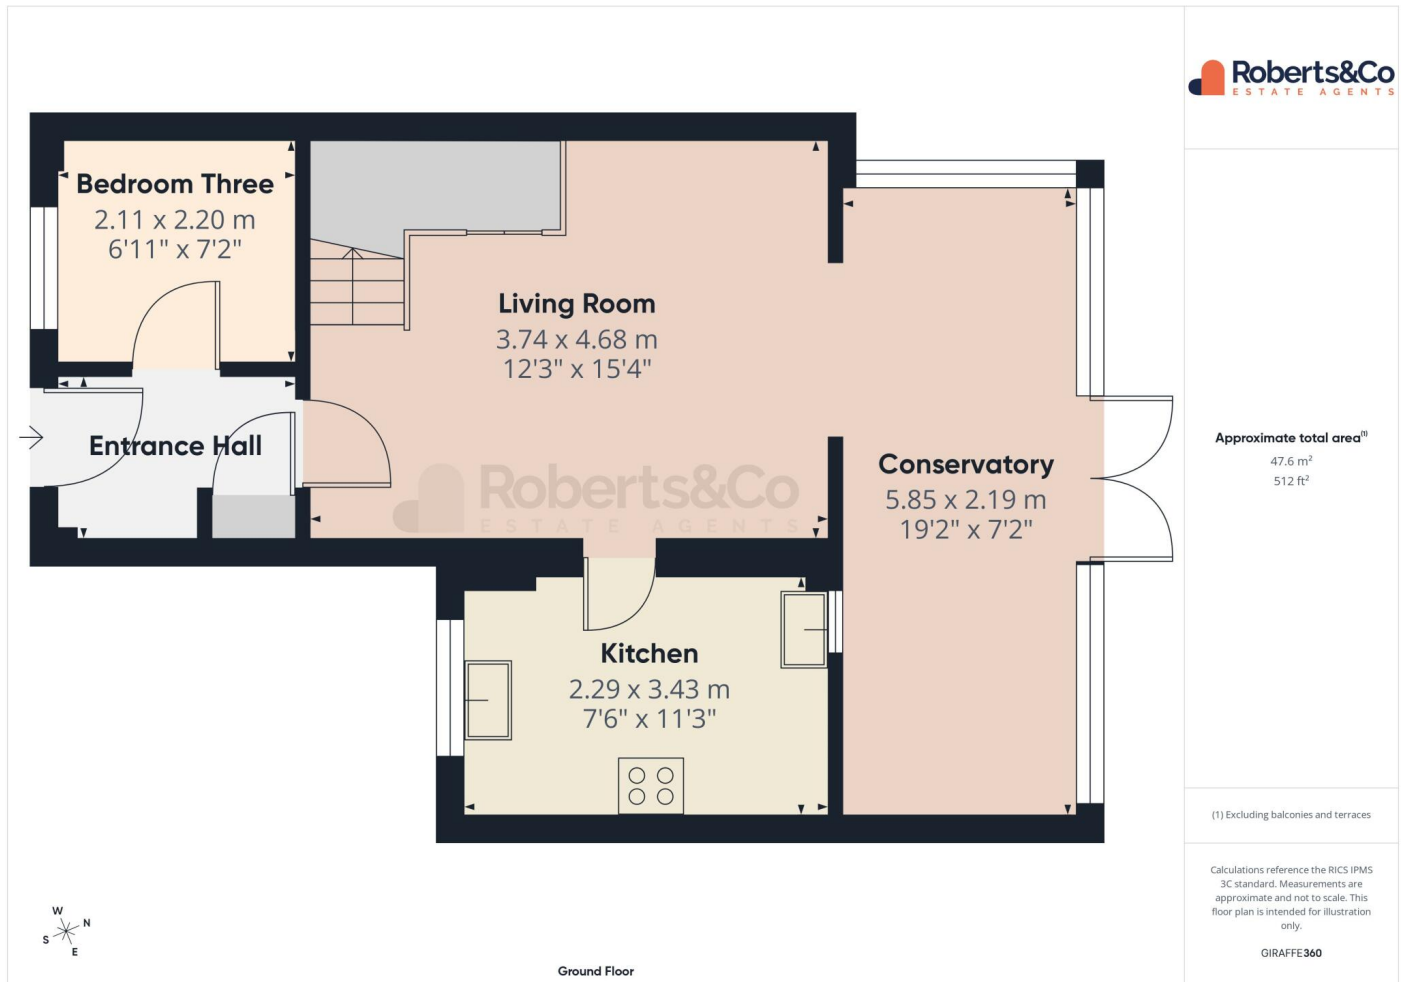 Roberts&Co
ESTATE AGENTS
Bedroom Three
2.11 x 2.20 m
6'11" x 7'2"
Living Room
3.74 x 4.68 m
12'3" x 15'4"
Entrance Hall
Roberts&Co
ESTATE AGENTS
Conservatory
5.85 x 2.19 m
19'2" x 7'2"
Kitchen
2.29 x 3.43 m
7'6" x 11'3"
Approximate total area(1)
47.6 m²
512 ft²
(1) Excluding balconies and terraces
Calculations reference the RICS IPMS
3C standard. Measurements are
approximate and not to scale. This
floor plan is intended for illustration
only.
GIRAFFE360
W
N
S
E
Ground Floor